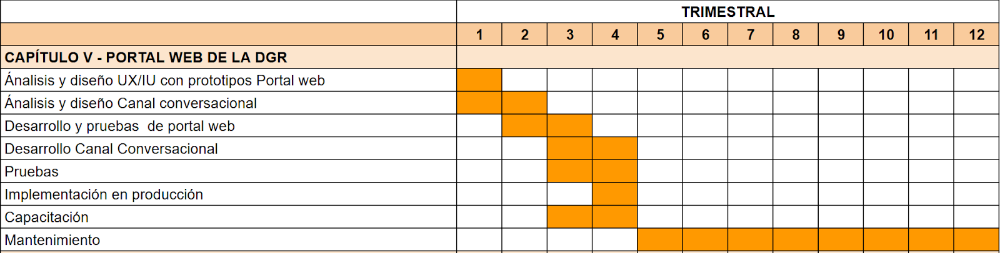 TRIMESTRAL
1 2 3 4 5 6 7 8 9 10 11 12
CAPÍTULO V - PORTAL WEB DE LA DGR
Ánalisis y diseño UX/IU con prototipos Portal web
Ánalisis y diseño Canal conversacional
Desarrollo y pruebas  de portal web
Desarrollo Canal Conversacional
Pruebas
Implementación en producción
Capacitación
Mantenimiento